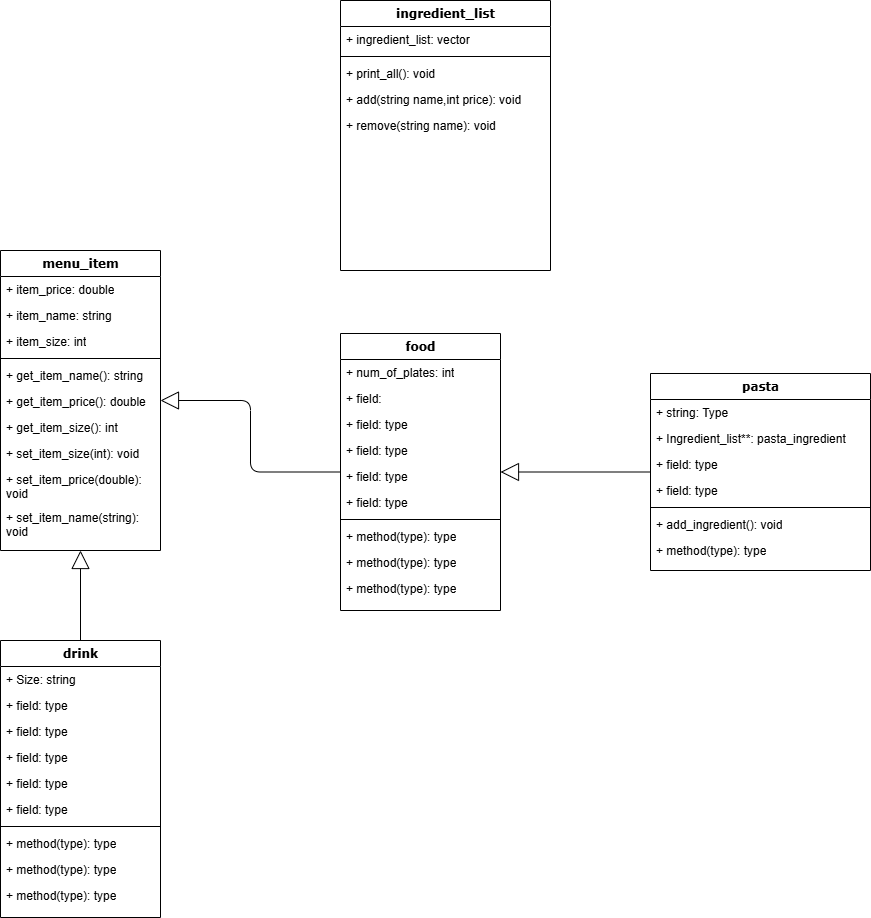 ingredient_list
+ ingredient_list: vector
+ print_all(): void
+ add(string name,int price): void
+ remove(string name): void
menu_item
+ item_price: double
+ item_name: string
+ item_size: int
+ get_item_name(): string
+ get_item_price(): double
+ get_item_size(): int
+ set_item_size(int): void
+ set_item_price(double):
void
+ set_item_name(string):
void
food
+ num_of_plates: int
+ field:
+ field: type
+ field: type
+ field: type
+ field: type
+ method(type): type
+ method(type): type
+ method(type): type
pasta
+ string: Type
+ Ingredient_list**: pasta_ingredient
+ field: type
+ field: type
+ add_ingredient(): void
+ method(type): type
drink
+ Size: string
+ field: type
+ field: type
+ field: type
+ field: type
+ field: type
+ method(type): type
+ method(type): type
+ method(type): type